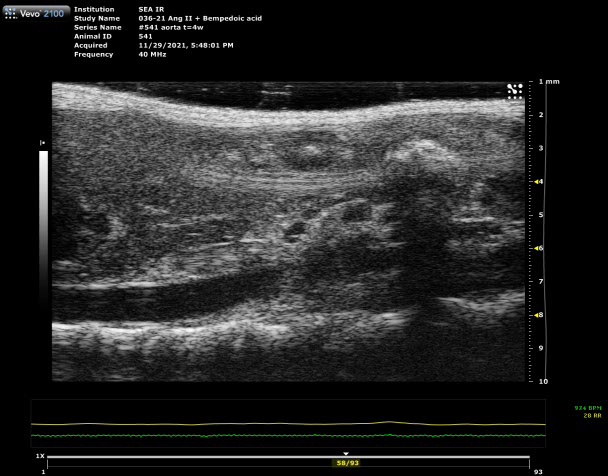 Vevo 2100
Institution SEA IR
Study Name 036-21 Ang II + Bempedoic acid
Series Name #541 aorta t=4w
Animal ID 541
Acquired 11/29/2021, 5:48:01 PM
Frequency 40 MHz
1 mm
2
3
4
5
6
7
8
9
10
974 BPM
28 RR
1X
58/93
1
93